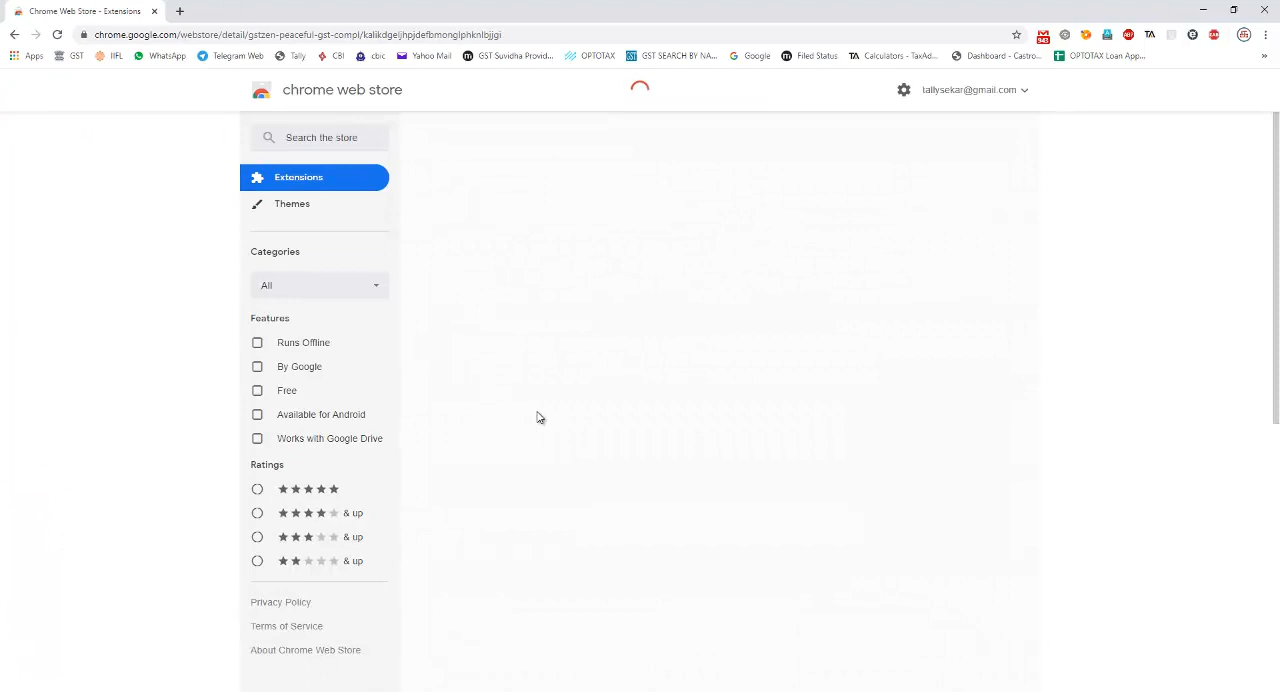 Chrome Web Store - Extensions
chrome.google.com/webstore/detail/gstzen-peaceful-gst-compl/kalikdgeljhpjdefbmonglphknlbjjgi
Apps GST IIFL WhatsApp Telegram Web Tally CBI cbic Yahoo Mail GST Suvidha Provid... OPTOTAX GST SEARCH BY NA... Google Filed Status Calculators - TaxAd... Dashboard - Castro... OPTOTAX Loan App...
chrome web store
tallysekar@gmail.com
Search the store
Extensions
Themes
Categories
All
Features
Runs Offline
By Google
Free
Available for Android
Works with Google Drive
Ratings
& up
& up
& up
Privacy Policy
Terms of Service
About Chrome Web Store